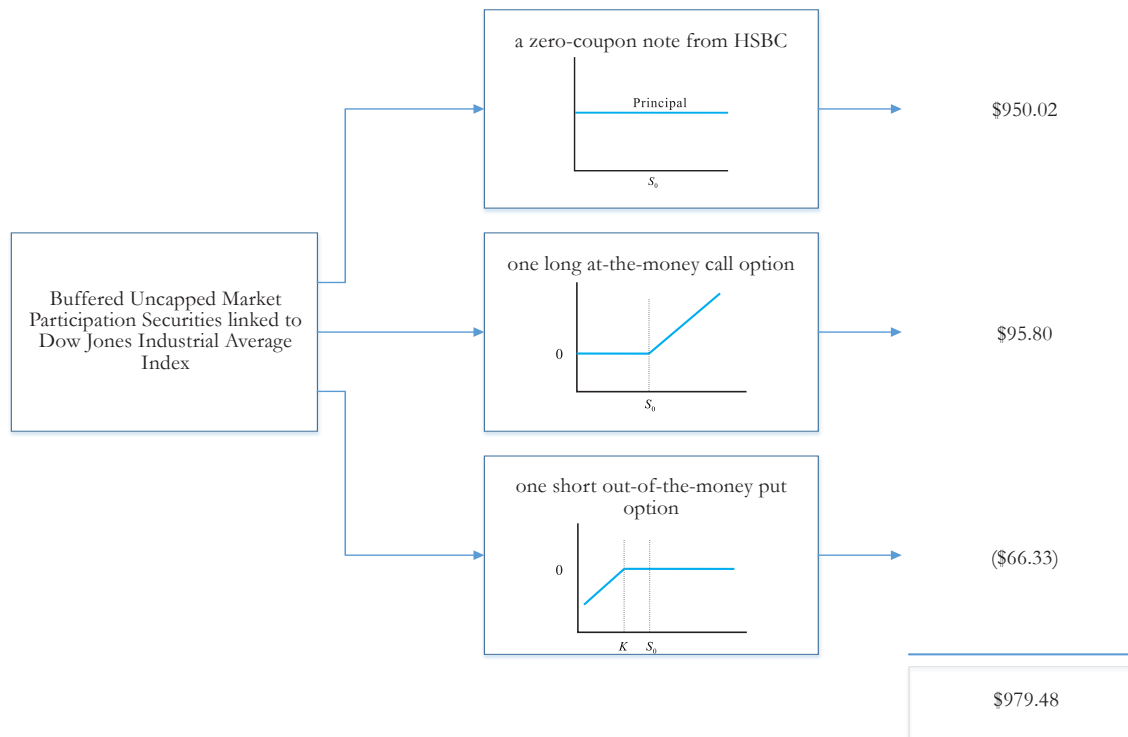 a zero-coupon note from HSBC
Principal
S₀
$950.02
Buffered Uncapped Market
Participation Securities linked to
Dow Jones Industrial Average
Index
one long at-the-money call option
0
S₀
$95.80
one short out-of-the-money put
option
0
K S₀
($66.33)
$979.48